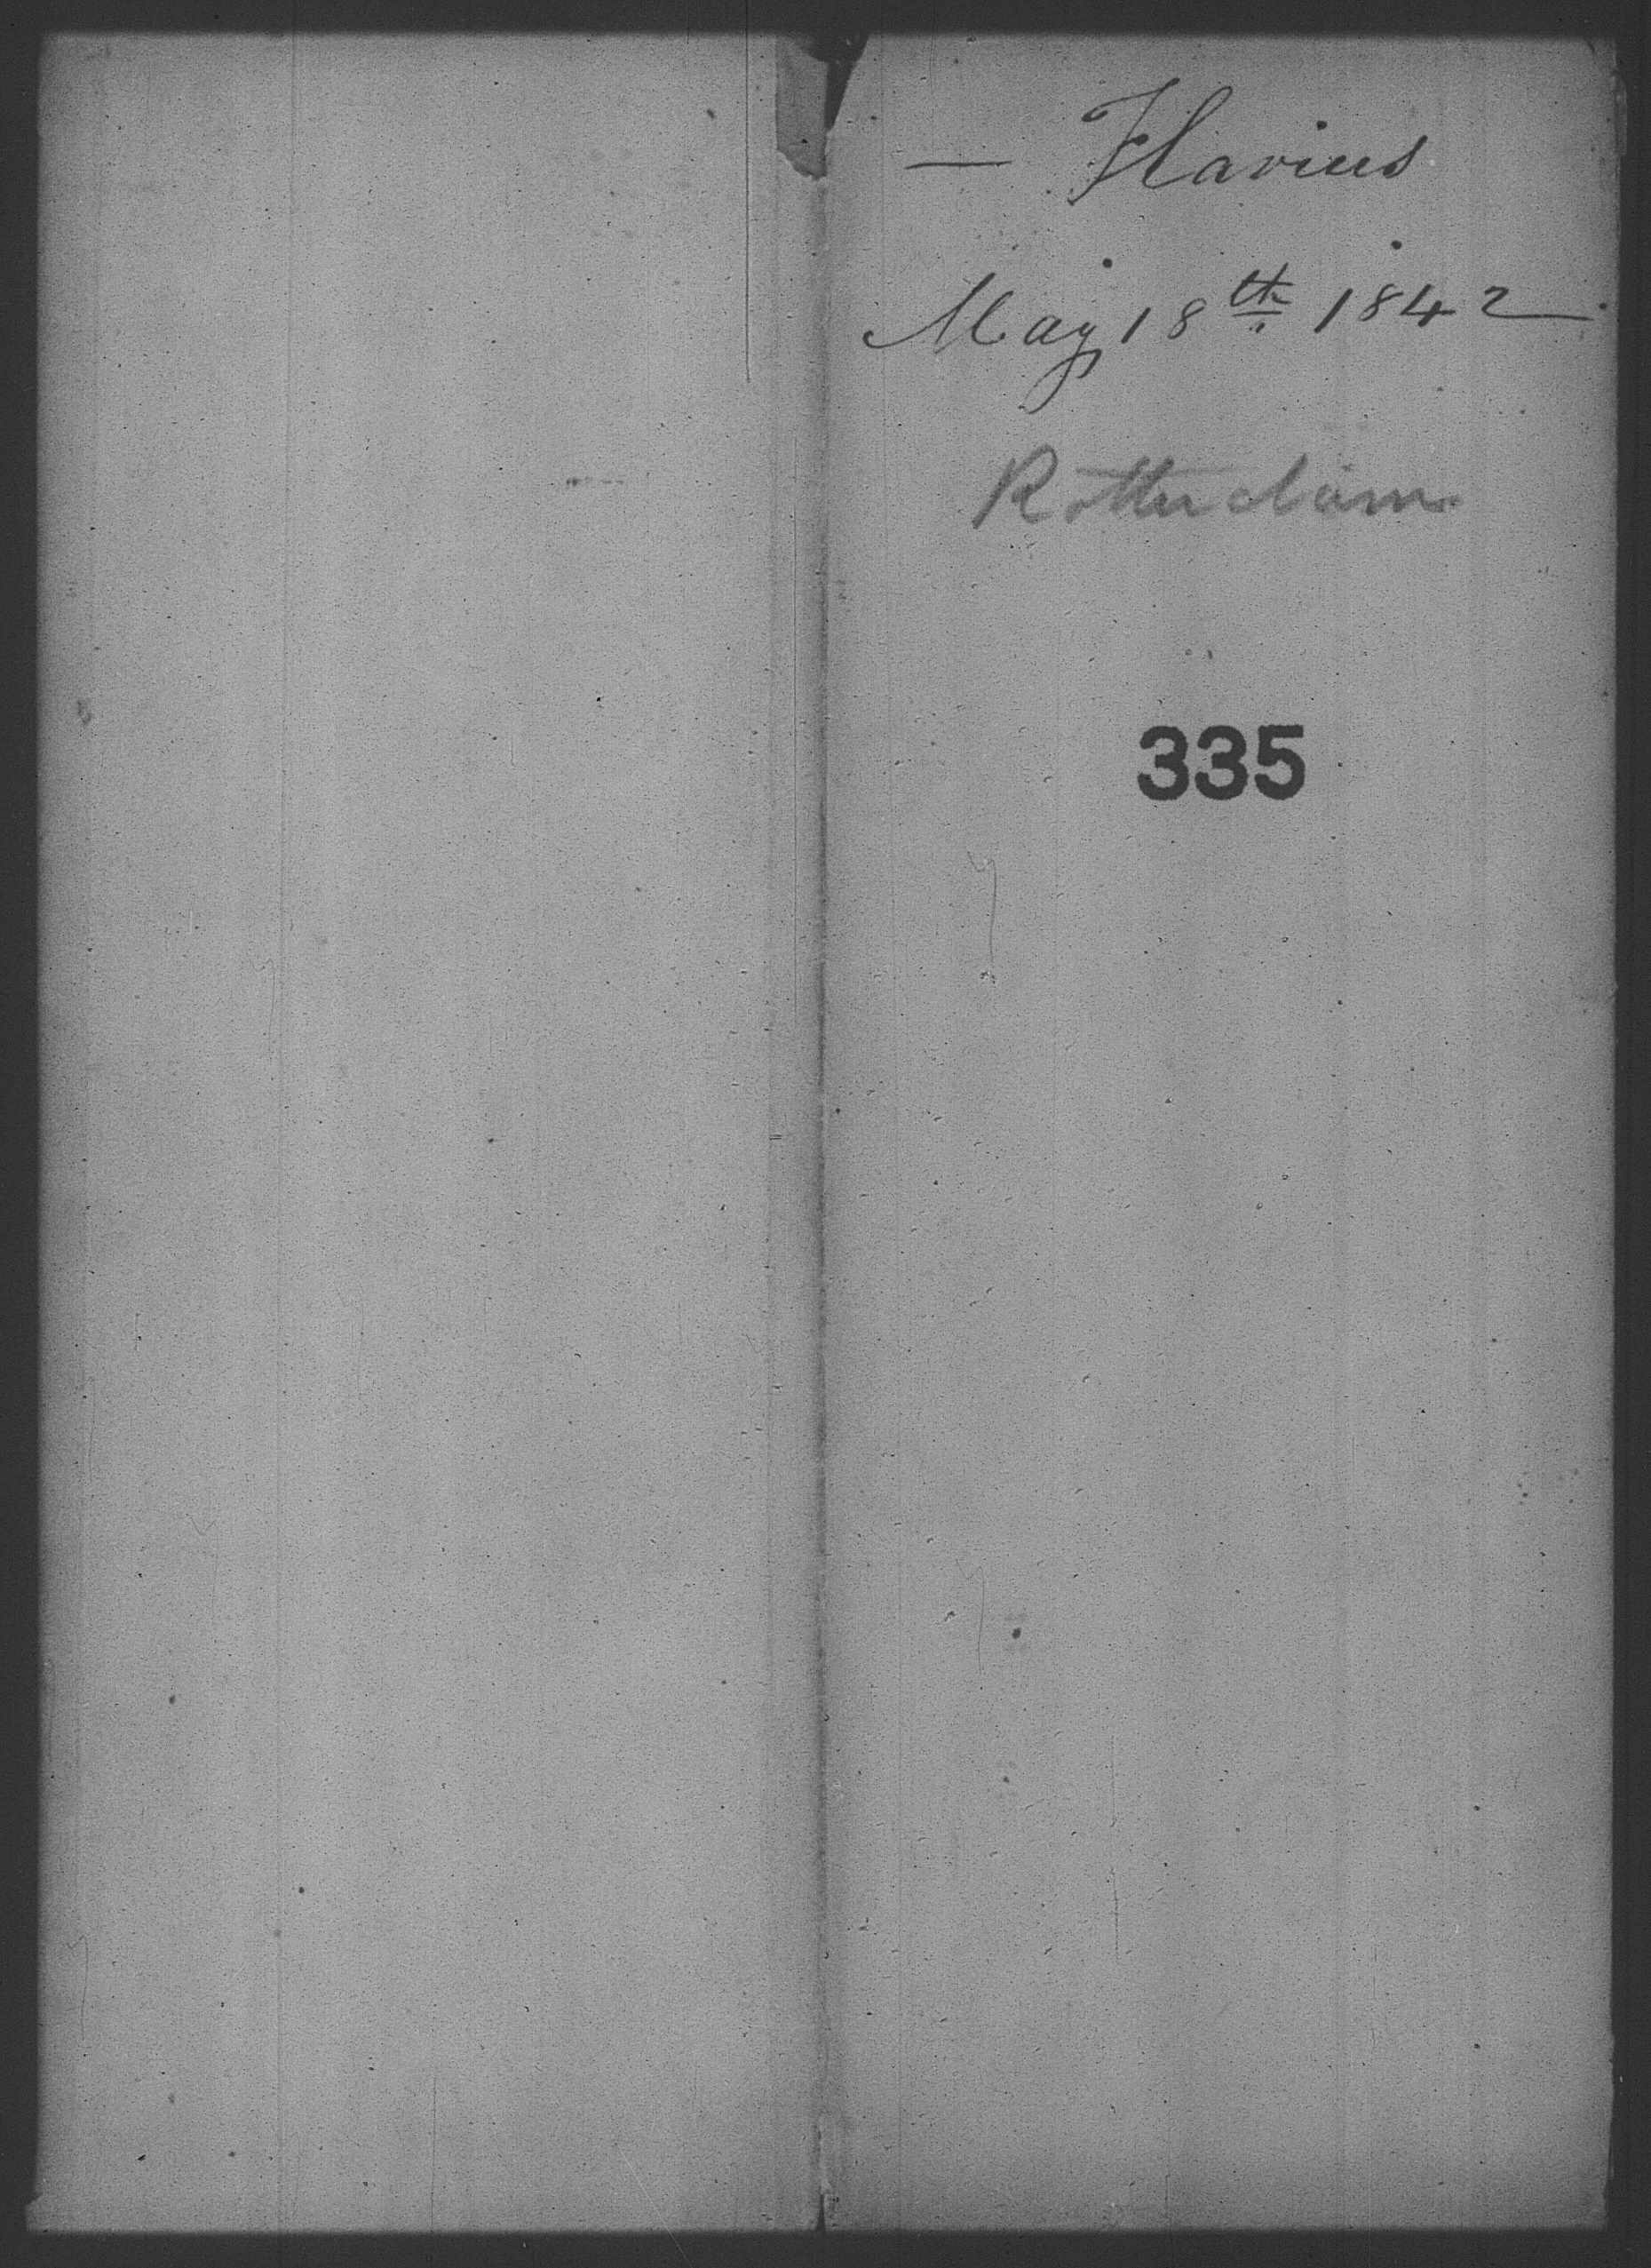 — Flavius
May 18th 1842
Rotterdam
335